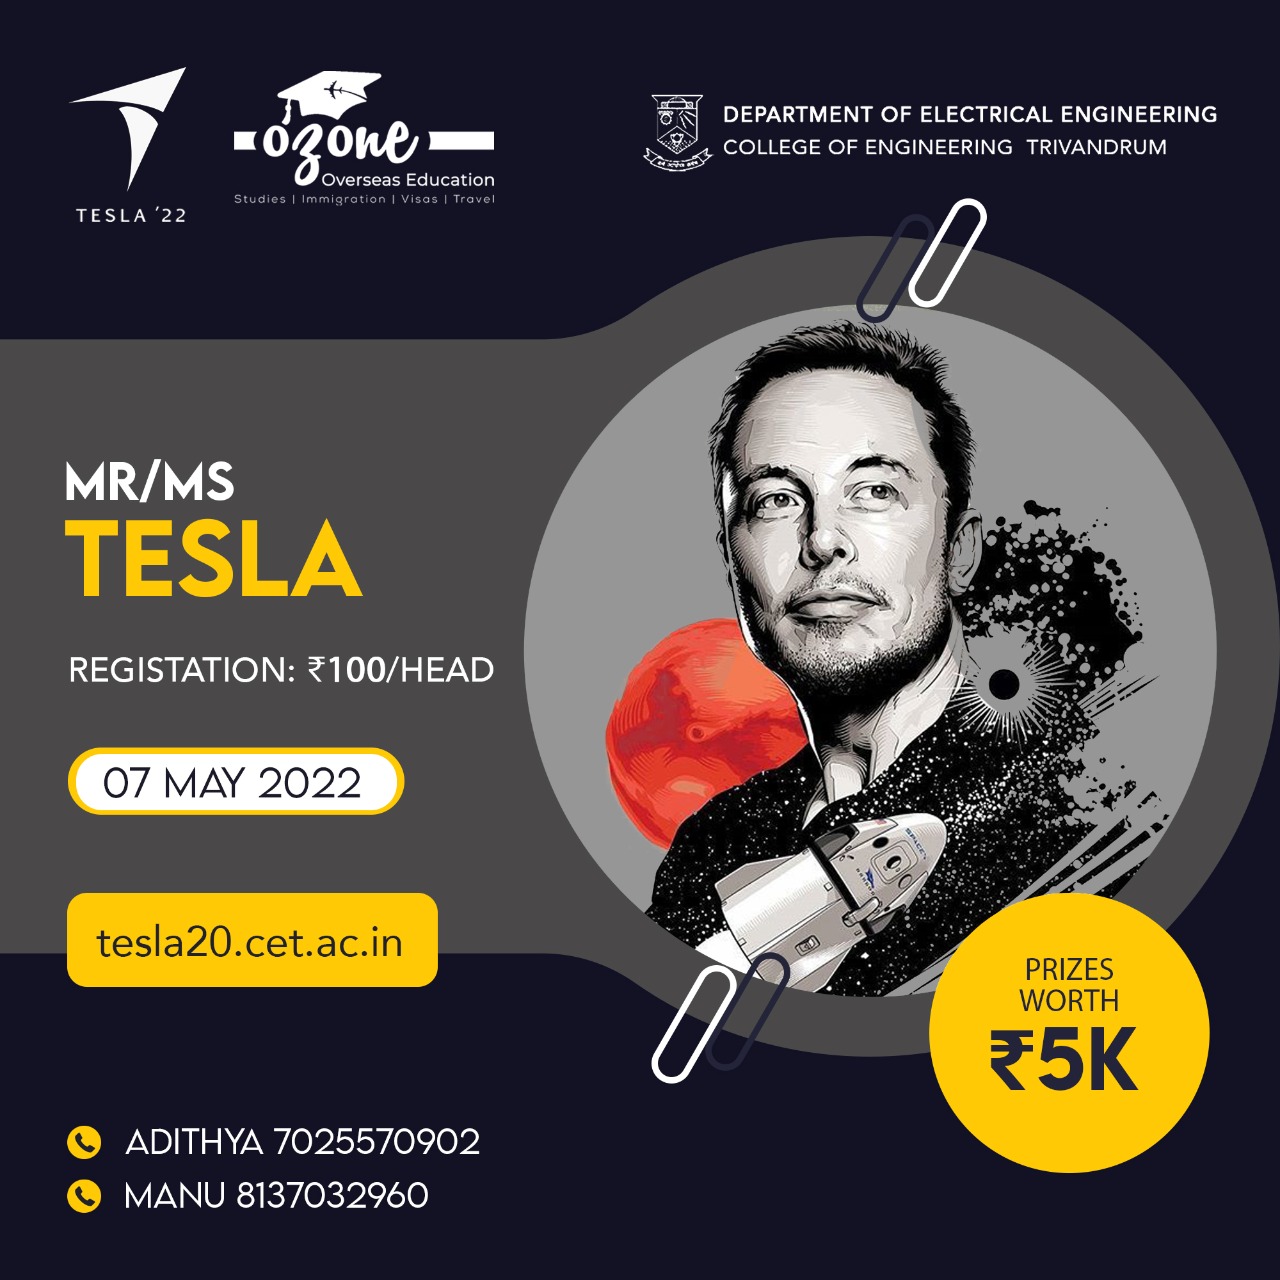 TESLA '22
ozone
Overseas Education
Studies | Immigration | Visas | Travel
DEPARTMENT OF ELECTRICAL ENGINEERING
COLLEGE OF ENGINEERING TRIVANDRUM
MR/MS
TESLA
REGISTATION: ₹100/HEAD
07 MAY 2022
tesla20.cet.ac.in
SPACEX
PRIZES
WORTH
₹5K
ADITHYA 7025570902
MANU 8137032960